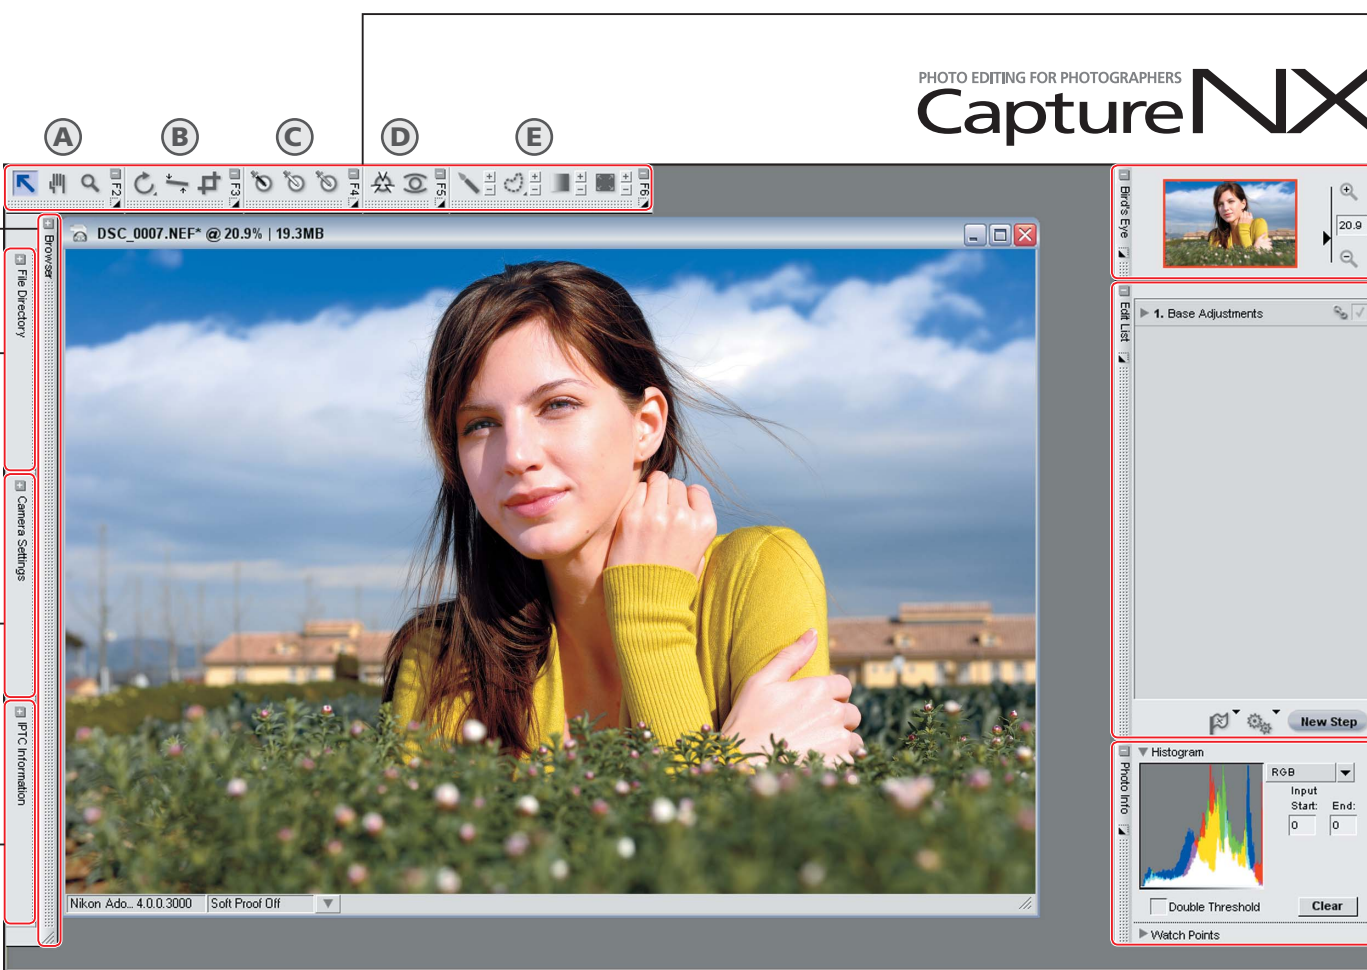 PHOTO EDITING FOR PHOTOGRAPHERS
Capture NX
A B C D E
F2 F3 F4 F5 F6
Browser
DSC_0007.NEF* @ 20.9% | 19.3MB
File Directory
Camera Settings
IPTC Information
Nikon Ado... 4.0.0.3000 Soft Proof Off
Bird's Eye
20.9
Edit List
1. Base Adjustments
New Step
Photo Info
Histogram
RGB
Input
Start: End:
0 0
Double Threshold Clear
Watch Points